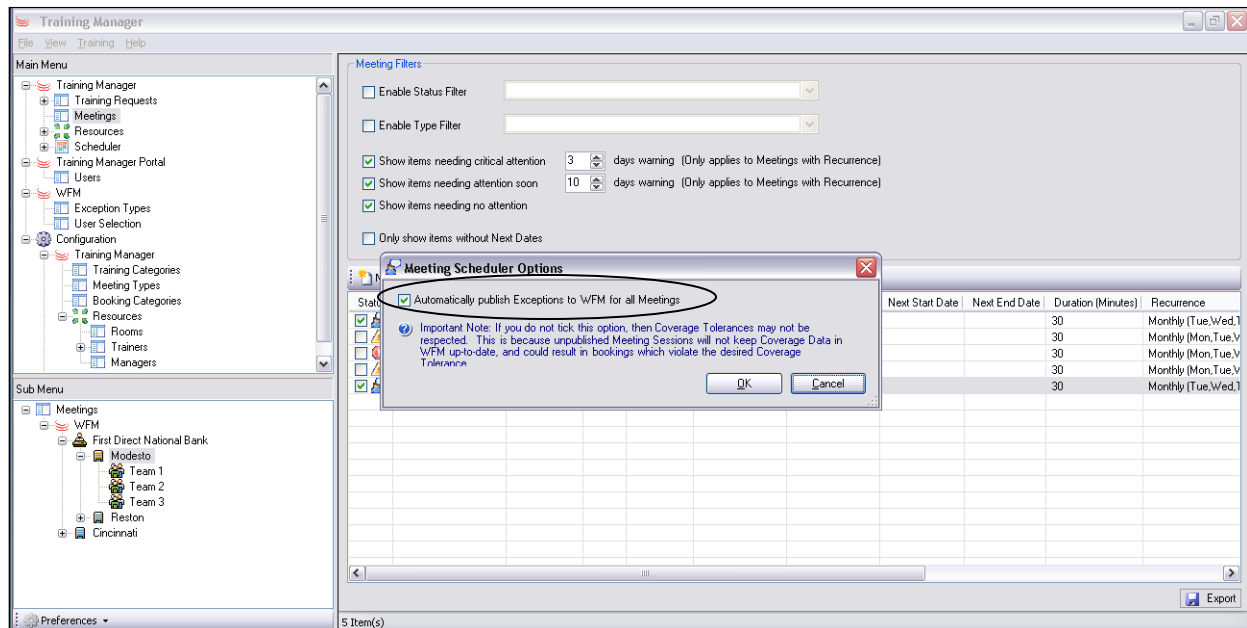 Training Manager
File View Training Help
Main Menu
Training Manager
Training Requests
Meetings
Resources
Scheduler
Training Manager Portal
Users
WFM
Exception Types
User Selection
Configuration
Training Manager
Training Categories
Meeting Types
Booking Categories
Resources
Rooms
Trainers
Managers
Sub Menu
Meetings
WFM
First Direct National Bank
Modesto
Team 1
Team 2
Team 3
Reston
Cincinnati
Preferences
Meeting Filters
Enable Status Filter
Enable Type Filter
Show items needing critical attention 3 days warning (Only applies to Meetings with Recurrence)
Show items needing attention soon 10 days warning (Only applies to Meetings with Recurrence)
Show items needing no attention
Only show items without Next Dates
Meeting Scheduler Options
Automatically publish Exceptions to WFM for all Meetings
Important Note: If you do not tick this option, then Coverage Tolerances may not be
respected. This is because unpublished Meeting Sessions will not keep Coverage Data in
WFM up-to-date, and could result in bookings which violate the desired Coverage
Tolerance
OK Cancel
Next Start Date Next End Date Duration (Minutes) Recurrence
30 Monthly (Tue,Wed,T
30 Monthly (Mon,Tue,W
30 Monthly (Mon,Tue,W
30 Monthly (Mon,Tue,W
30 Monthly (Tue,Wed,T
Export
5 Item(s)